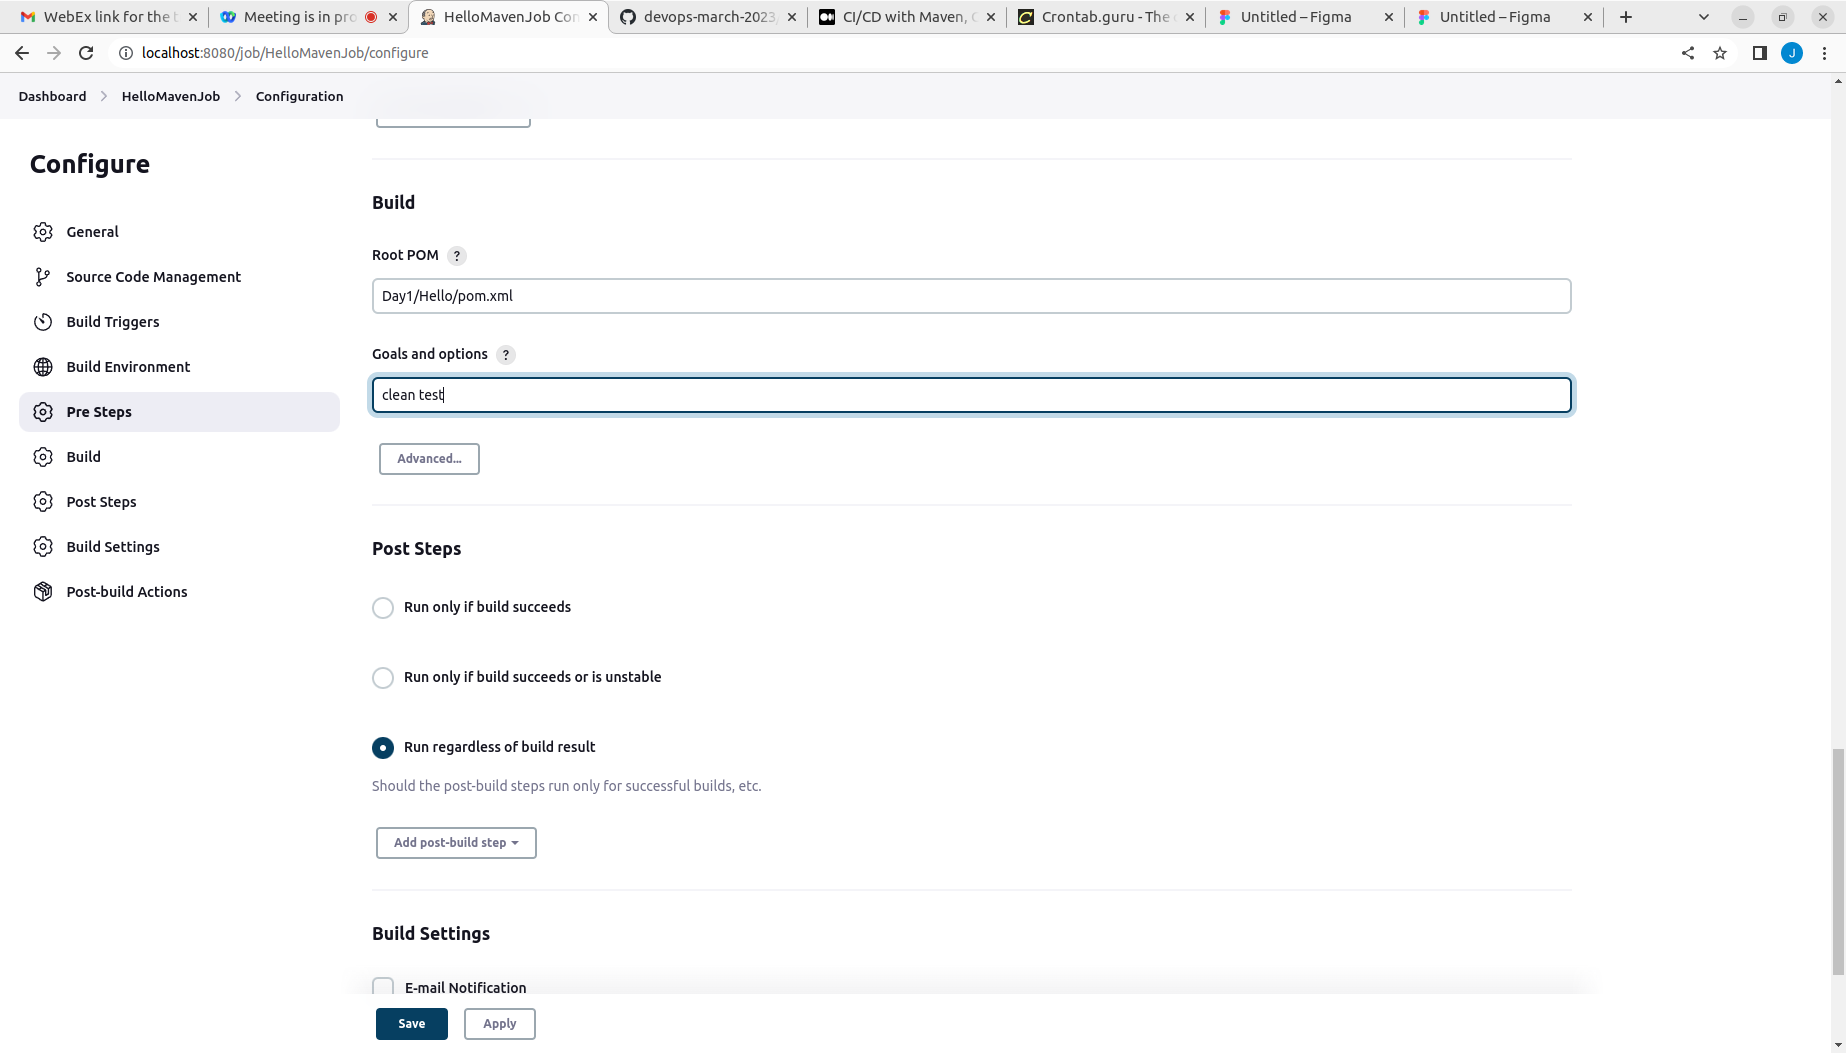 WebEx link for the t
Meeting is in pro
HelloMavenJob Con
devops-march-2023
CI/CD with Maven,
Crontab.guru - The
Untitled – Figma
Untitled – Figma
localhost:8080/job/HelloMavenJob/configure
J
Dashboard
HelloMavenJob
Configuration
Configure
General
Source Code Management
Build Triggers
Build Environment
Pre Steps
Build
Post Steps
Build Settings
Post-build Actions
Build
Root POM ?
Day1/Hello/pom.xml
Goals and options ?
clean test
Advanced...
Post Steps
Run only if build succeeds
Run only if build succeeds or is unstable
Run regardless of build result
Should the post-build steps run only for successful builds, etc.
Add post-build step
Build Settings
E-mail Notification
Save
Apply